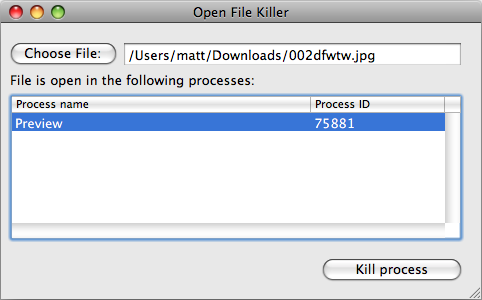 Open File Killer
Choose File: /Users/matt/Downloads/002dfwtw.jpg
File is open in the following processes:
Process name Process ID
Preview 75881
Kill process